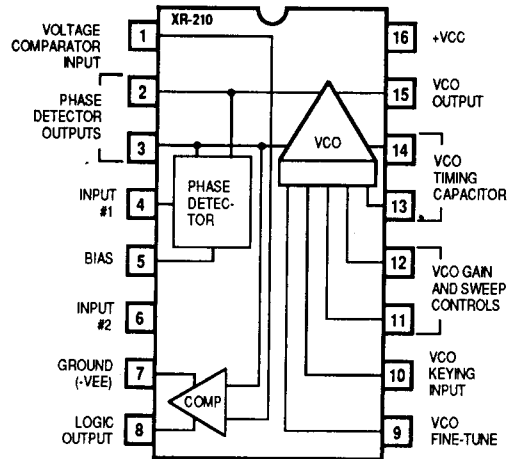 XR-210
VOLTAGE
COMPARATOR
INPUT
1
PHASE
DETECTOR
OUTPUTS
2
3
INPUT
#1
4
BIAS
5
INPUT
#2
6
GROUND
(-VEE)
7
LOGIC
OUTPUT
8
PHASE
DETEC-
TOR
COMP
VCO
16
+VCC
15
VCO
OUTPUT
14
13
VCO
TIMING
CAPACITOR
12
11
VCO GAIN
AND SWEEP
CONTROLS
10
VCO
KEYING
INPUT
9
VCO
FINE-TUNE